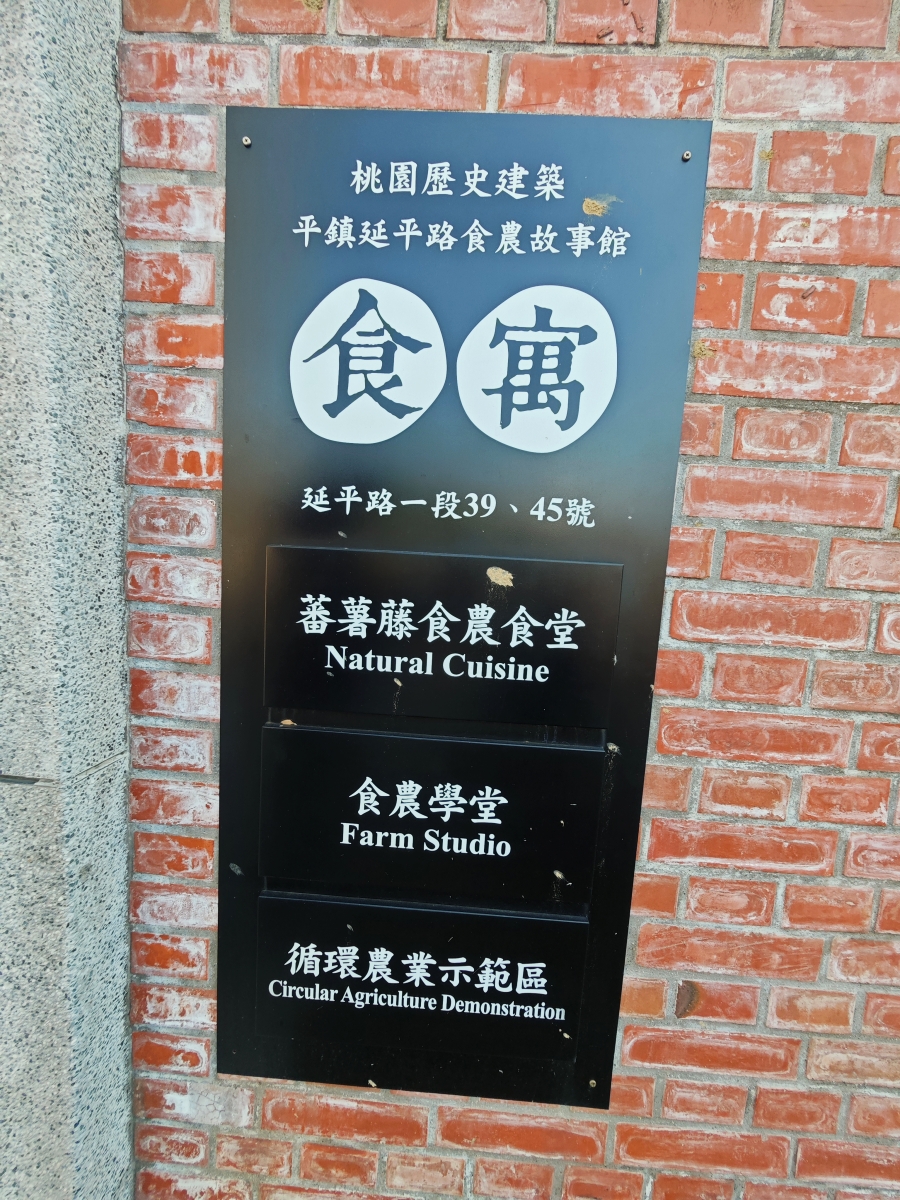 桃園歷史建築
平鎮延平路食農故事館
食寓
延平路一段39、45號
蕃薯藤食農食堂
Natural Cuisine
食農學堂
Farm Studio
循環農業示範區
Circular Agriculture Demonstration